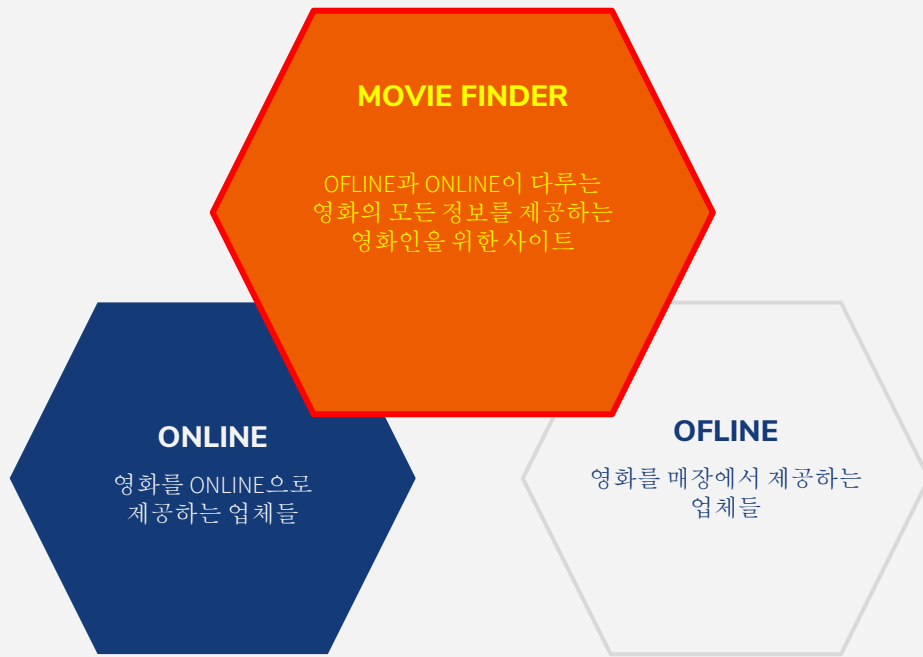 MOVIE FINDER
OFLINE과 ONLINE이 다루는
영화의 모든 정보를 제공하는
영화인을 위한 사이트
ONLINE
영화를 ONLINE으로
제공하는 업체들
OFLINE
영화를 매장에서 제공하는
업체들